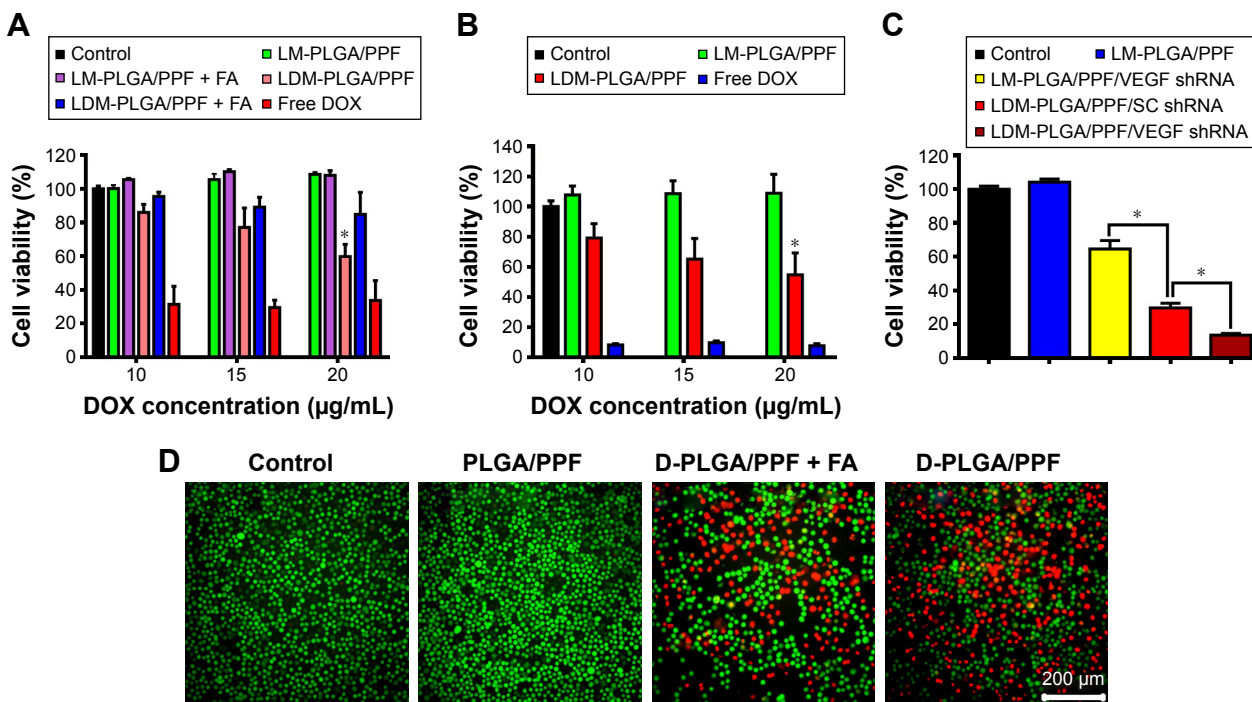 A
Control
LM-PLGA/PPF
LM-PLGA/PPF + FA
LDM-PLGA/PPF
LDM-PLGA/PPF + FA
Free DOX
Cell viability (%)
120
100
80
60
40
20
0
*
10
15
20
DOX concentration (μg/mL)
B
Control
LM-PLGA/PPF
LDM-PLGA/PPF
Free DOX
Cell viability (%)
140
120
100
80
60
40
20
0
*
10
15
20
DOX concentration (μg/mL)
C
Control
LM-PLGA/PPF
LM-PLGA/PPF/VEGF shRNA
LDM-PLGA/PPF/SC shRNA
LDM-PLGA/PPF/VEGF shRNA
Cell viability (%)
120
100
80
60
40
20
0
*
*
D
Control
PLGA/PPF
D-PLGA/PPF + FA
D-PLGA/PPF
200 μm